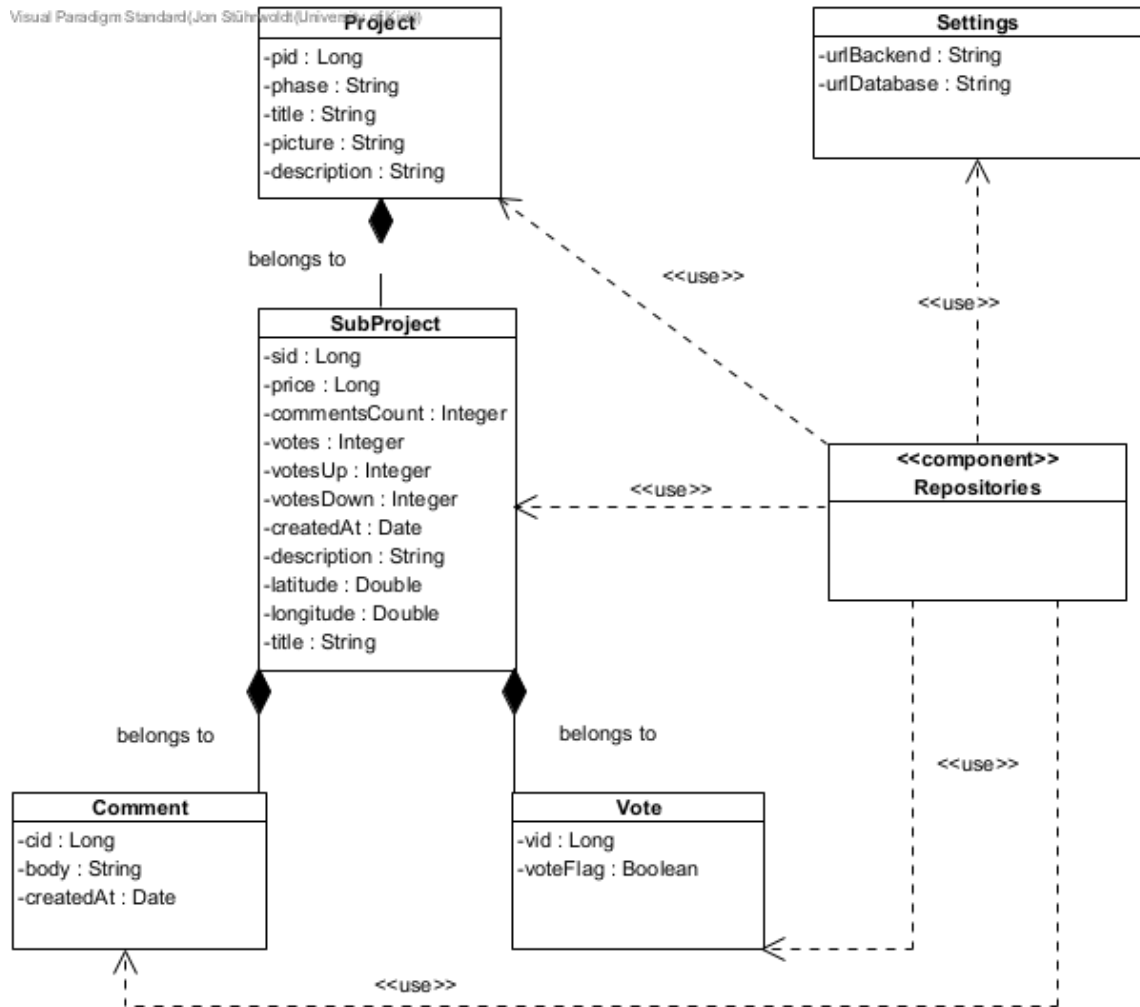 Visual Paradigm Standard(Jon Stührwoldt(University of Kiel))
Project
-pid : Long
-phase : String
-title : String
-picture : String
-description : String
Settings
-urlBackend : String
-urlDatabase : String
belongs to
<<use>>
<<use>>
SubProject
-sid : Long
-price : Long
-commentsCount : Integer
-votes : Integer
-votesUp : Integer
-votesDown : Integer
-createdAt : Date
-description : String
-latitude : Double
-longitude : Double
-title : String
<<use>>
<<component>>
Repositories
belongs to
belongs to
<<use>>
Comment
-cid : Long
-body : String
-createdAt : Date
Vote
-vid : Long
-voteFlag : Boolean
<<use>>